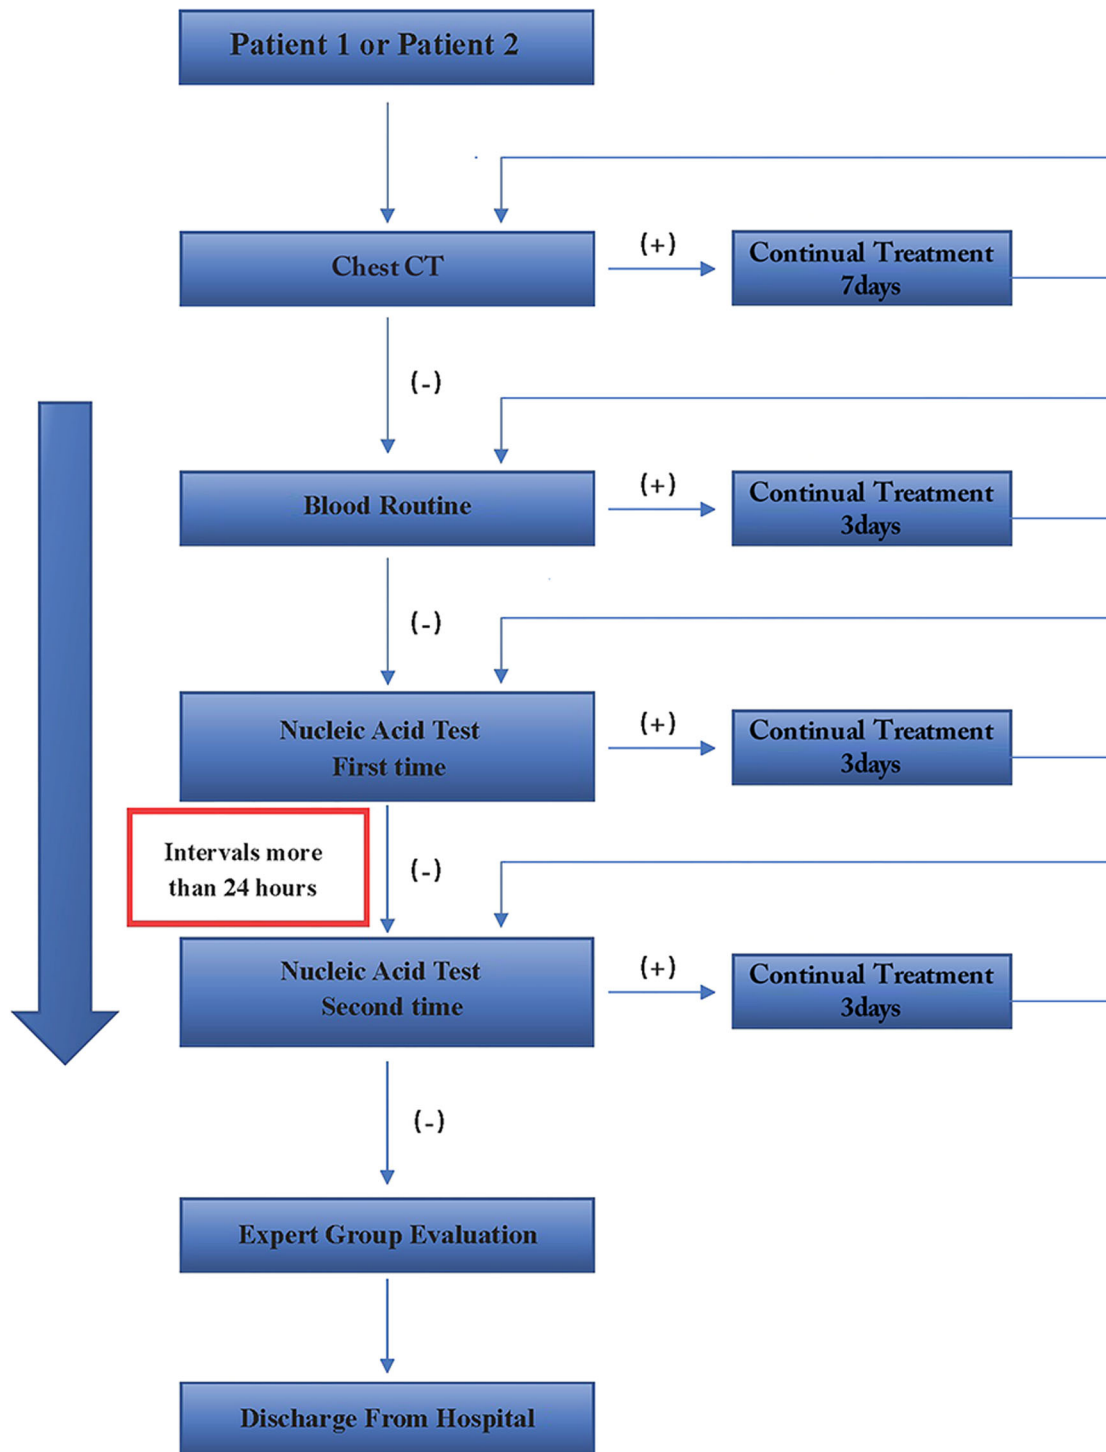 Patient 1 or Patient 2
Chest CT
(+)
Continual Treatment
7days
(-)
Blood Routine
(+)
Continual Treatment
3days
(-)
Nucleic Acid Test
First time
(+)
Continual Treatment
3days
Intervals more
than 24 hours
(-)
Nucleic Acid Test
Second time
(+)
Continual Treatment
3days
(-)
Expert Group Evaluation
Discharge From Hospital